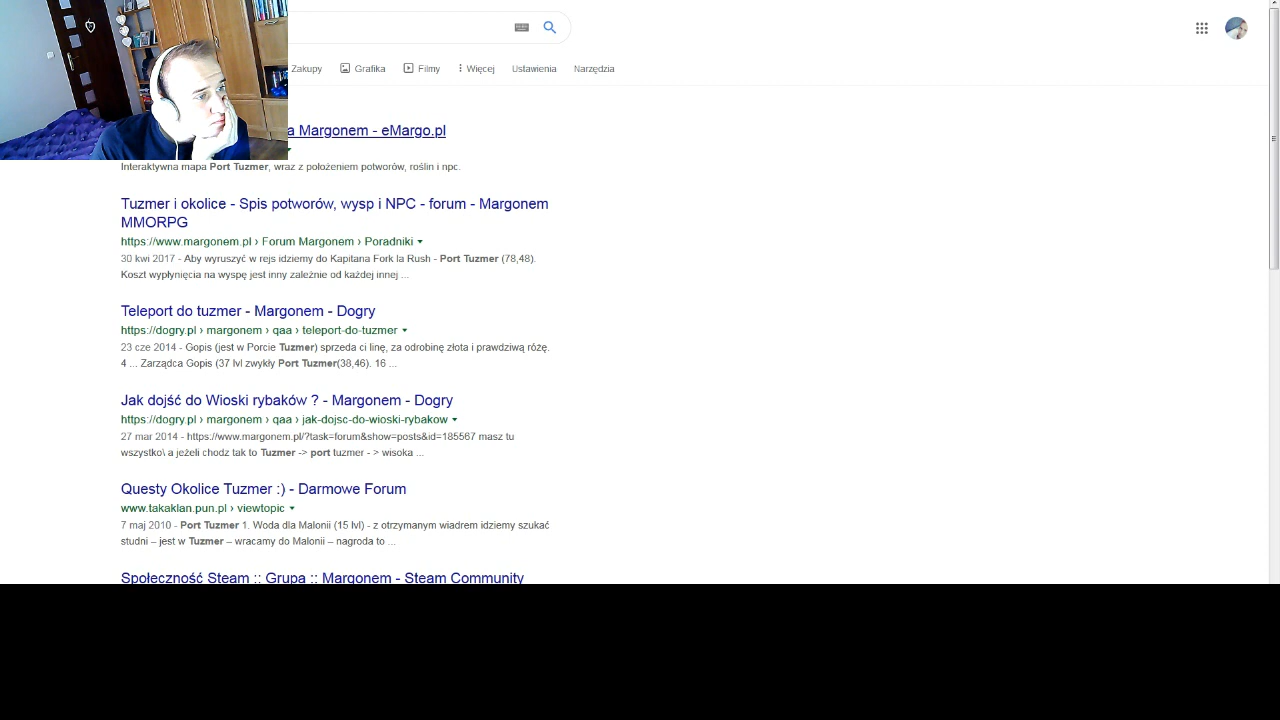 Zakupy Grafika Filmy Więcej Ustawienia Narzędzia
a Margonem - eMargo.pl
Interaktywna mapa Port Tuzmer, wraz z położeniem potworów, roślin i npc.
Tuzmer i okolice - Spis potworów, wysp i NPC - forum - Margonem
MMORPG
https://www.margonem.pl › Forum Margonem › Poradniki
30 kwi 2017 - Aby wyruszyć w rejs idziemy do Kapitana Fork la Rush - Port Tuzmer (78,48).
Koszt wypłynięcia na wyspę jest inny zależnie od każdej innej ...
Teleport do tuzmer - Margonem - Dogry
https://dogry.pl › margonem › qaa › teleport-do-tuzmer
23 cze 2014 - Gopis (jest w Porcie Tuzmer) sprzeda ci linę, za odrobinę złota i prawdziwą różę.
4 ... Zarządca Gopis (37 lvl zwykły Port Tuzmer(38,46). 16 ...
Jak dojść do Wioski rybaków ? - Margonem - Dogry
https://dogry.pl › margonem › qaa › jak-dojsc-do-wioski-rybakow
27 mar 2014 - https://www.margonem.pl/?task=forum&show=posts&id=185567 masz tu
wszystko\ a jeżeli chodz tak to Tuzmer -> port tuzmer - > wisoka ...
Questy Okolice Tuzmer :) - Darmowe Forum
www.takaklan.pun.pl › viewtopic
7 maj 2010 - Port Tuzmer 1. Woda dla Malonii (15 lvl) - z otrzymanym wiadrem idziemy szukać
studni – jest w Tuzmer – wracamy do Malonii – nagroda to ...
Społeczność Steam :: Grupa :: Margonem - Steam Community